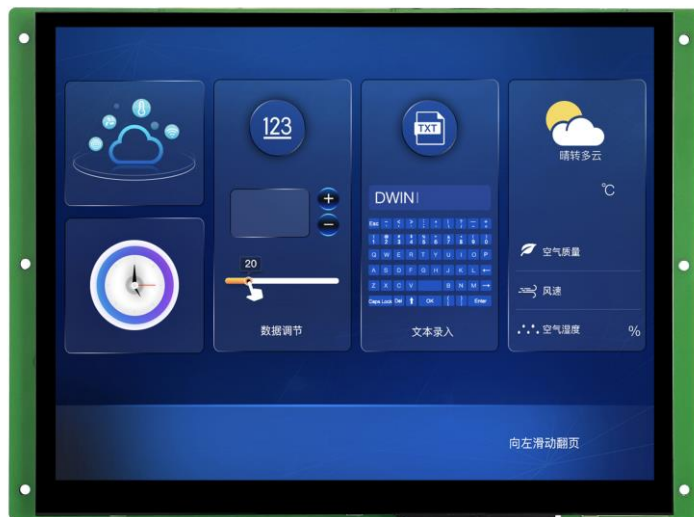 123
+
−
20
数据调节
TXT
DWIN
Q W E R T Y U I O P
A S D F G H J K L ←
Z X C V B N M →
Caps Lock Del OK Enter
文本录入
晴转多云
℃
空气质量
风速
空气湿度 %
向左滑动翻页